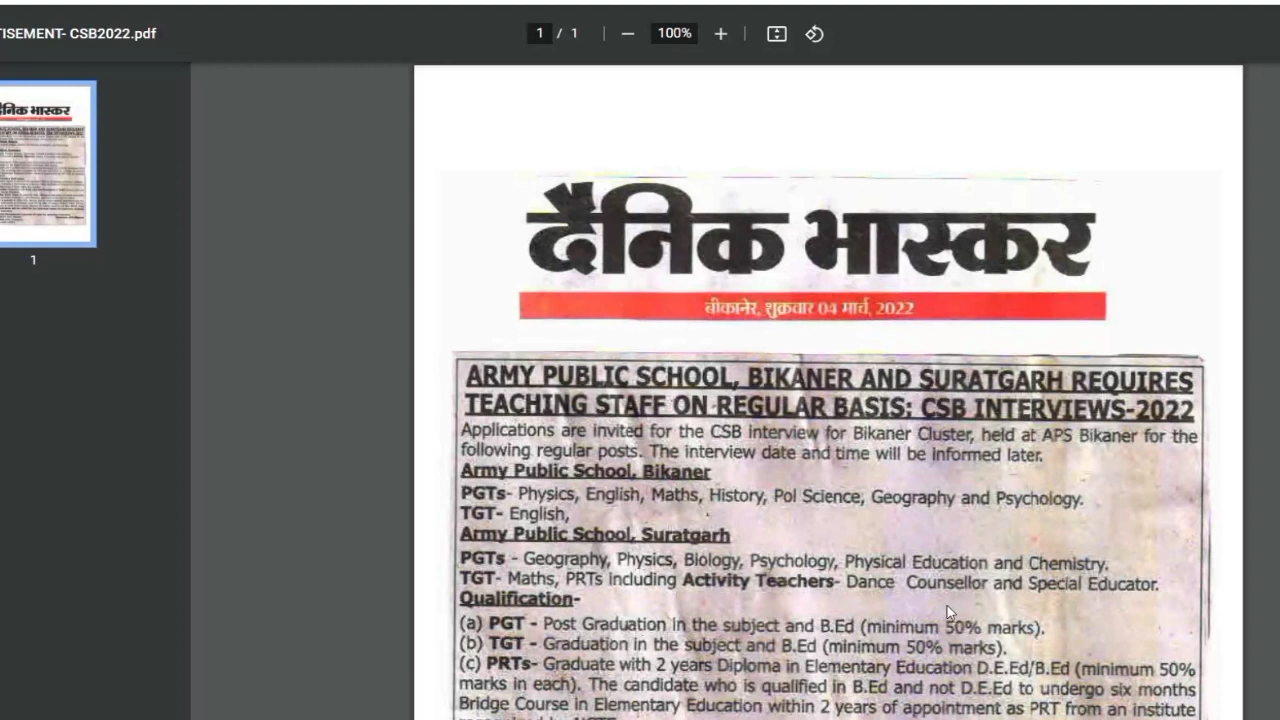 TISEMENT- CSB2022.pdf
1 / 1
100%
1
दैनिक भास्कर
बीकानेर, शुक्रवार 04 मार्च, 2022
ARMY PUBLIC SCHOOL, BIKANER AND SURATGARH REQUIRES
TEACHING STAFF ON REGULAR BASIS: CSB INTERVIEWS-2022
Applications are invited for the CSB interview for Bikaner Cluster, held at APS Bikaner for the
following regular posts. The interview date and time will be informed later.
Army Public School, Bikaner
PGTs- Physics, English, Maths, History, Pol Science, Geography and Psychology.
TGT- English,
Army Public School, Suratgarh
PGTs - Geography, Physics, Biology, Psychology, Physical Education and Chemistry.
TGT- Maths, PRTs including Activity Teachers- Dance Counsellor and Special Educator.
Qualification-
(a) PGT - Post Graduation in the subject and B.Ed (minimum 50% marks).
(b) TGT - Graduation in the subject and B.Ed (minimum 50% marks).
(c) PRTs- Graduate with 2 years Diploma in Elementary Education D.E.Ed/B.Ed (minimum 50%
marks in each). The candidate who is qualified in B.Ed and not D.E.Ed to undergo six months
Bridge Course in Elementary Education within 2 years of appointment as PRT from an institute